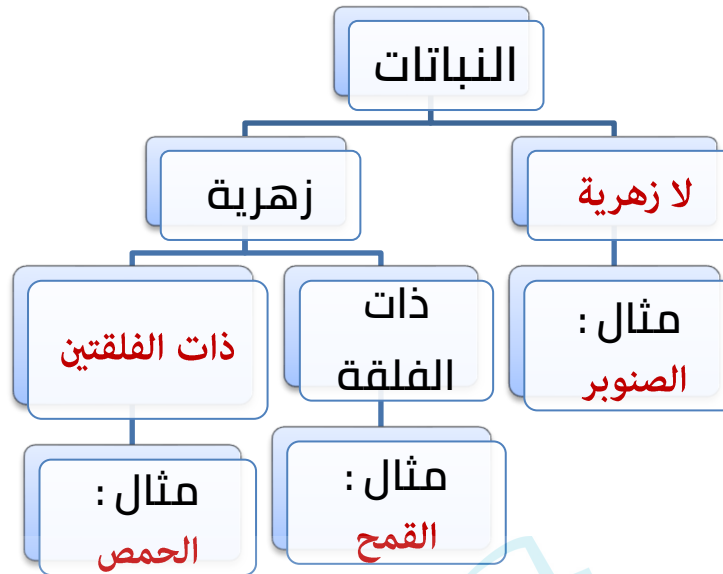 النباتات
لا زهرية
زهرية
مثال :
الصنوبر
ذات
الفلقة
ذات الفلقتين
مثال :
القمح
مثال :
الحمص